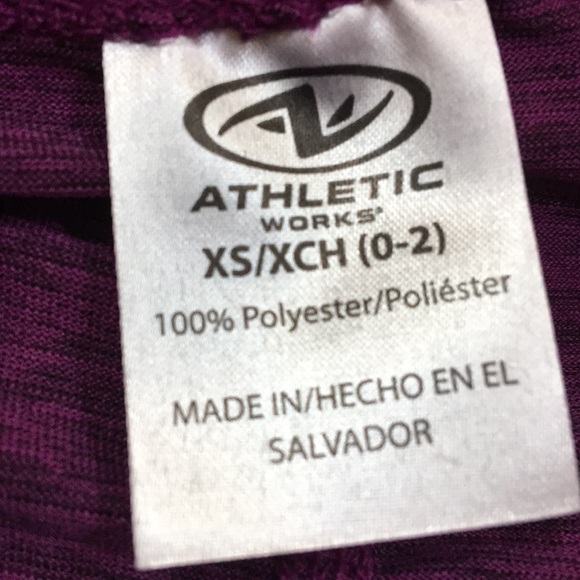 ATHLETIC
WORKS®
XS/XCH (0-2)
100% Polyester/Poliéster
MADE IN/HECHO EN EL
SALVADOR